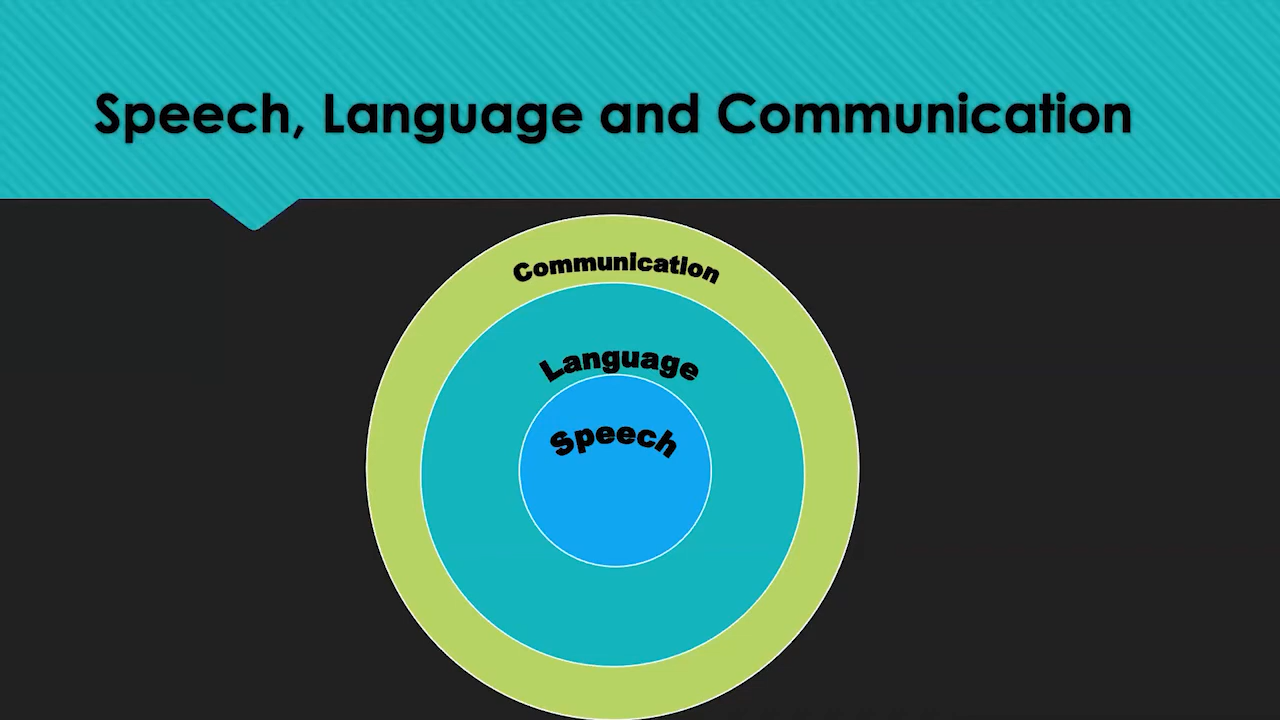 Speech, Language and Communication
Communication
Language
Speech